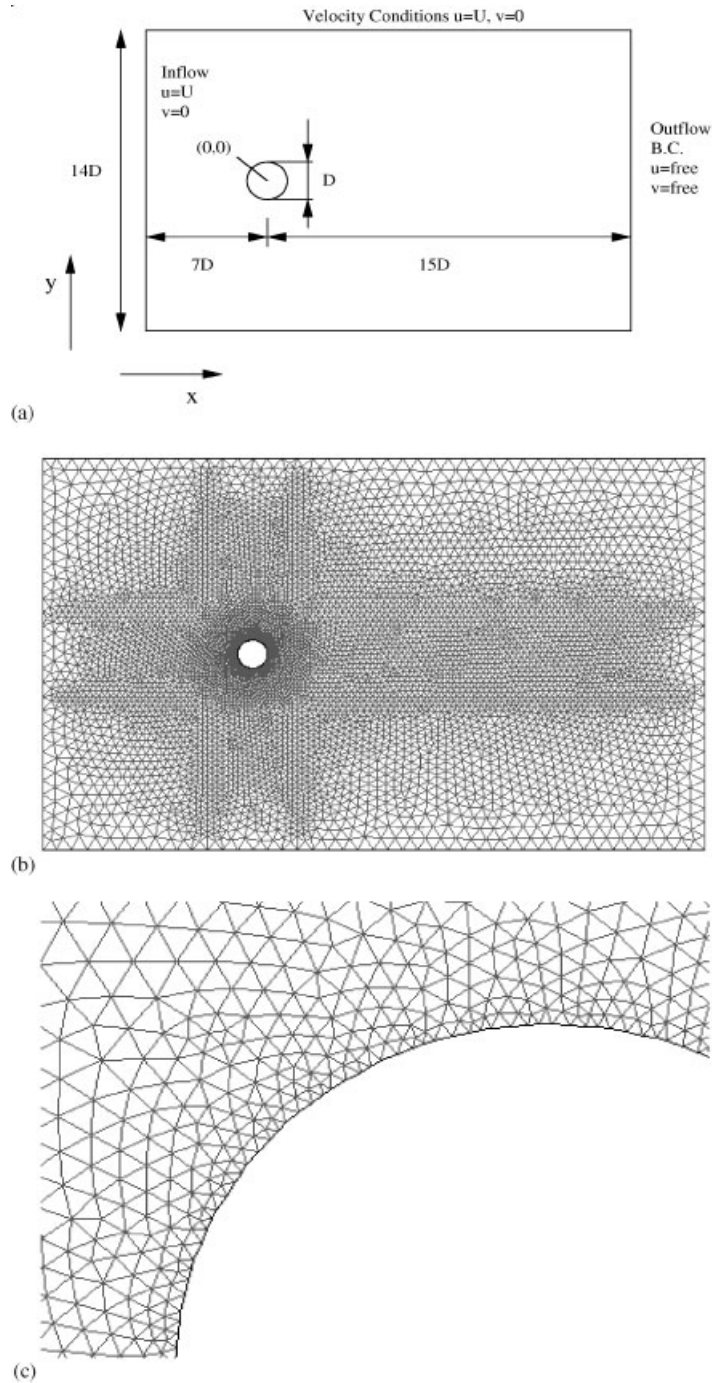 Velocity Conditions u=U, v=0
Inflow
u=U
v=0
(0,0)
Outflow
B.C.
u=free
v=free
14D
D
7D
15D
y
x
(a)
(b)
(c)